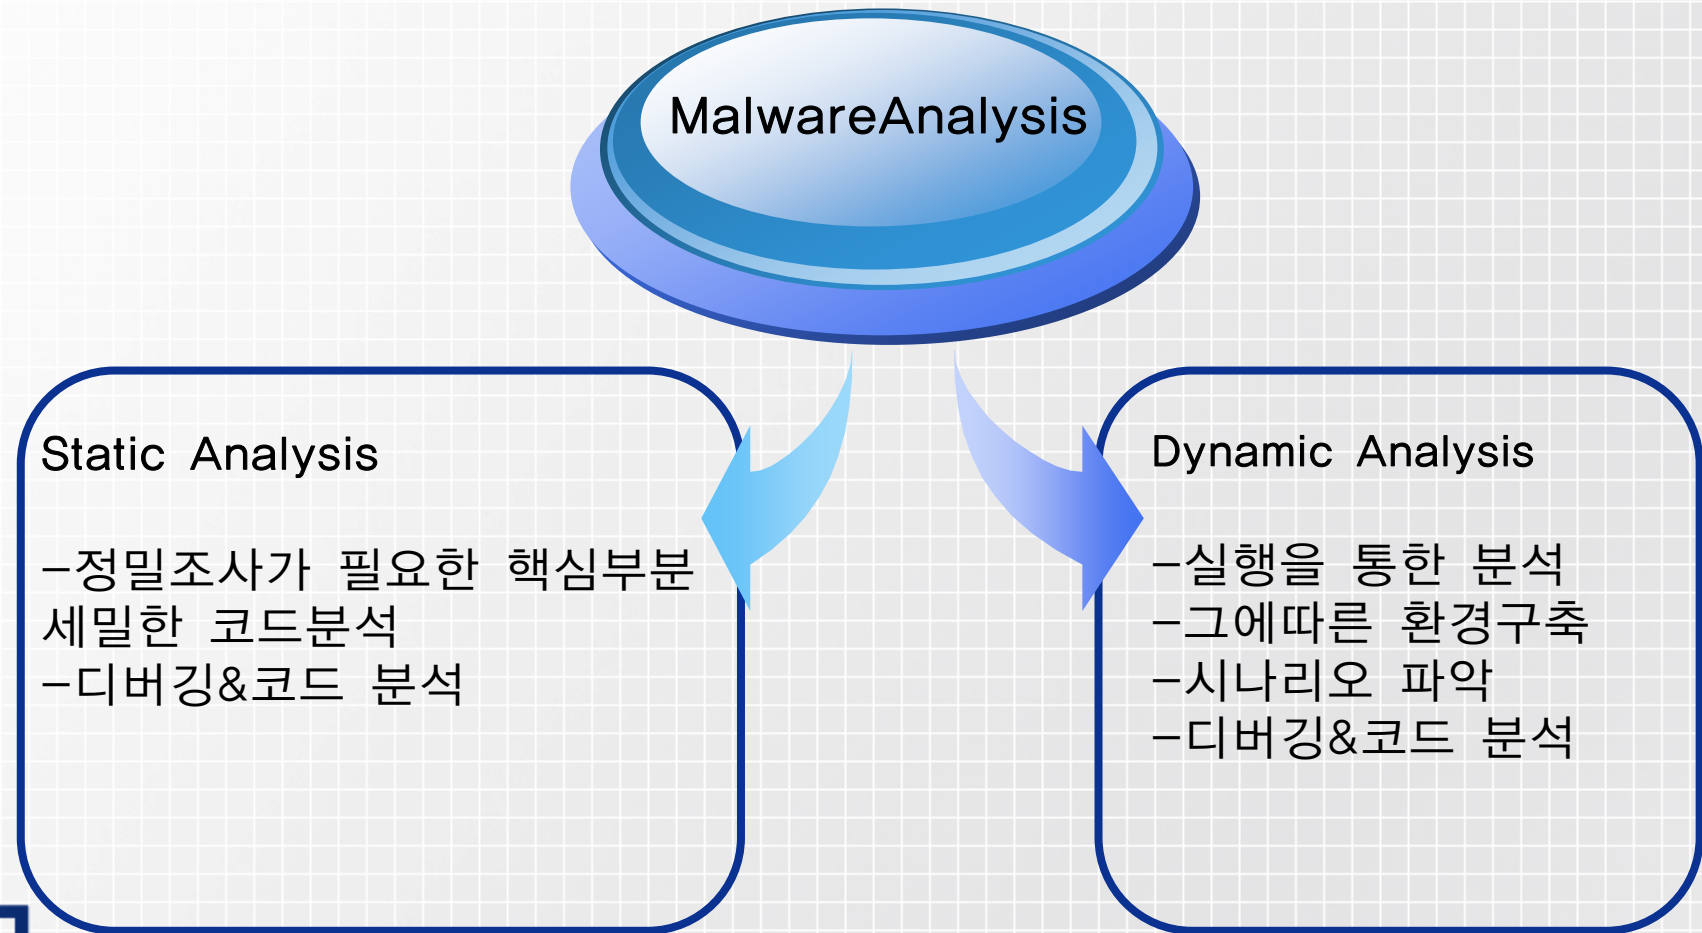 MalwareAnalysis
Static Analysis
-정밀조사가 필요한 핵심부분
세밀한 코드분석
-디버깅&코드 분석
Dynamic Analysis
-실행을 통한 분석
-그에따른 환경구축
-시나리오 파악
-디버깅&코드 분석